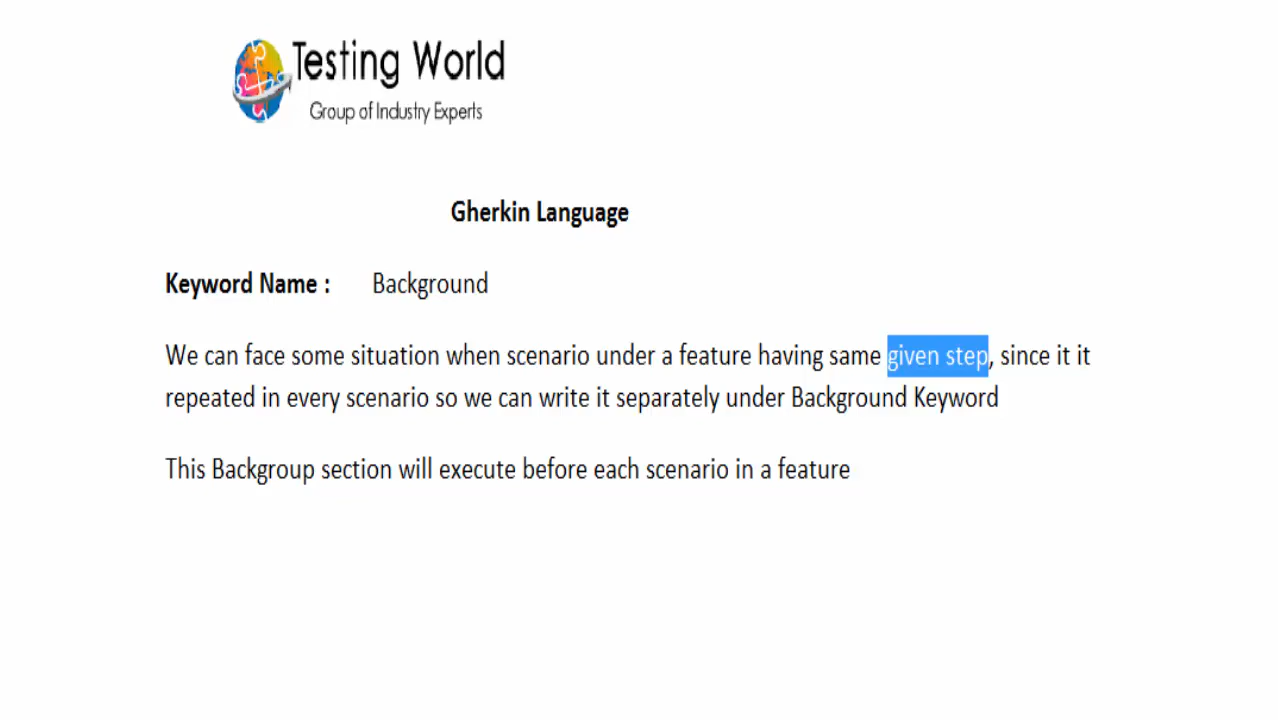 Testing World
Group of Industry Experts
Gherkin Language
Keyword Name : Background
We can face some situation when scenario under a feature having same given step, since it it
repeated in every scenario so we can write it separately under Background Keyword
This Backgroup section will execute before each scenario in a feature